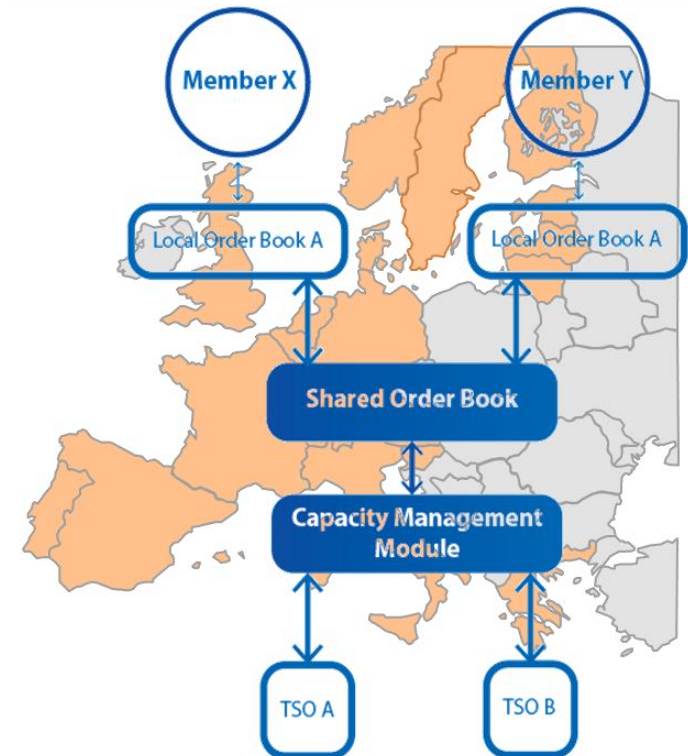 Member X
Member Y
Local Order Book A
Local Order Book A
Shared Order Book
Capacity Management
Module
TSO A
TSO B